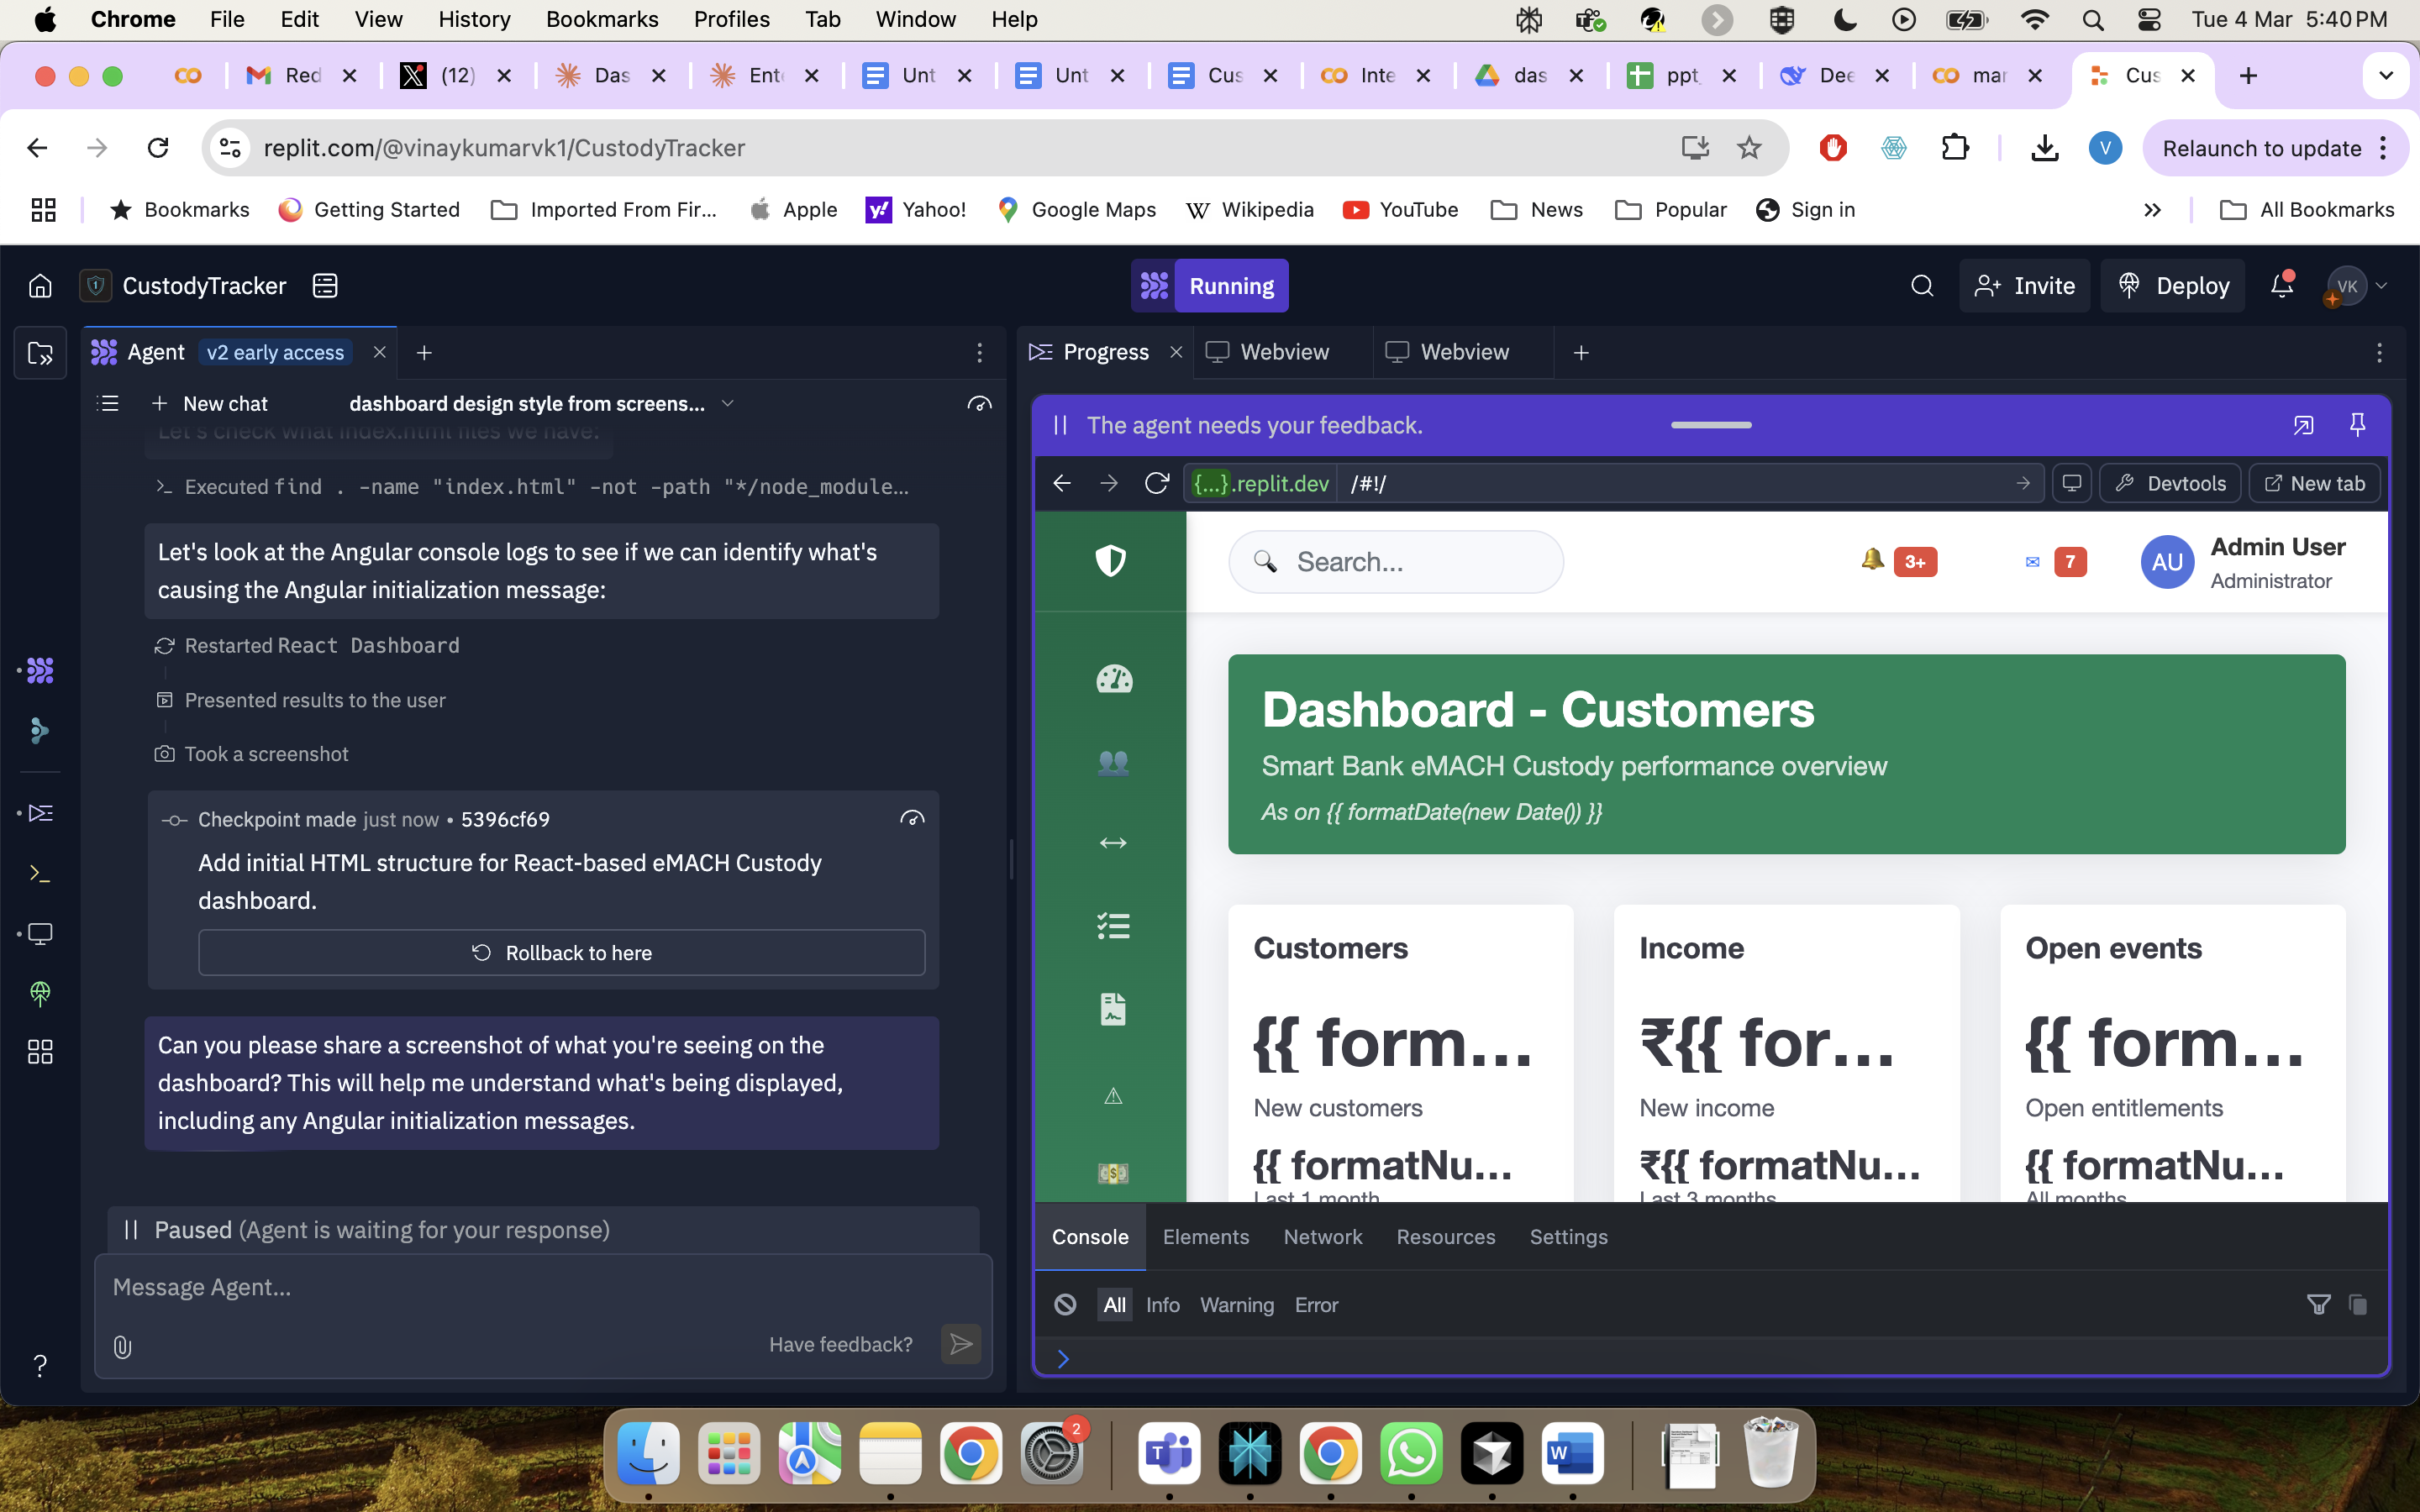 Chrome File Edit View History Bookmarks Profiles Tab Window Help Tue 4 Mar 5:40 PM
Red (12) Das Ent Unt Unt Cus Inte das ppt_ Dee mar Cus
replit.com/@vinaykumarvk1/CustodyTracker V Relaunch to update
Bookmarks Getting Started Imported From Fir... Apple Yahoo! Google Maps Wikipedia YouTube News Popular Sign in All Bookmarks
CustodyTracker Running Invite Deploy VK
Agent v2 early access
New chat dashboard design style from screens...
Let's check what index.html files we have:
Executed find . -name "index.html" -not -path "*/node_module...
Let's look at the Angular console logs to see if we can identify what's
causing the Angular initialization message:
Restarted React Dashboard
Presented results to the user
Took a screenshot
Checkpoint made just now • 5396cf69
Add initial HTML structure for React-based eMACH Custody
dashboard.
Rollback to here
Can you please share a screenshot of what you're seeing on the
dashboard? This will help me understand what's being displayed,
including any Angular initialization messages.
Paused (Agent is waiting for your response)
Message Agent...
Have feedback?
Progress Webview Webview
The agent needs your feedback.
{...}.replit.dev /#!/ Devtools New tab
Search... 3+ 7 AU Admin User
Administrator
Dashboard - Customers
Smart Bank eMACH Custody performance overview
As on {{ formatDate(new Date()) }}
Customers Income Open events
{{ form... ₹{{ for... {{ form...
New customers New income Open entitlements
{{ formatNu... ₹{{ formatNu... {{ formatNu...
Last 1 month Last 3 months All months
Console Elements Network Resources Settings
All Info Warning Error
2